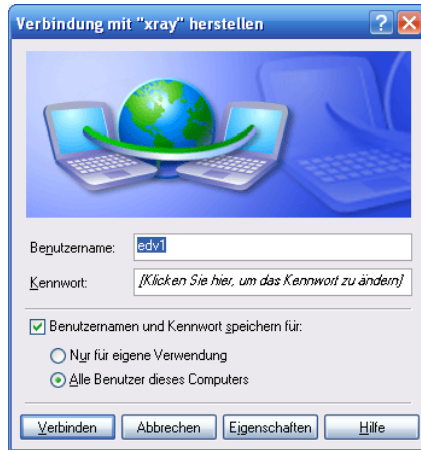 Verbindung mit "xray" herstellen
Benutzername: edv1
Kennwort: [Klicken Sie hier, um das Kennwort zu ändern]
Benutzernamen und Kennwort speichern für:
Nur für eigene Verwendung
Alle Benutzer dieses Computers
Verbinden Abbrechen Eigenschaften Hilfe